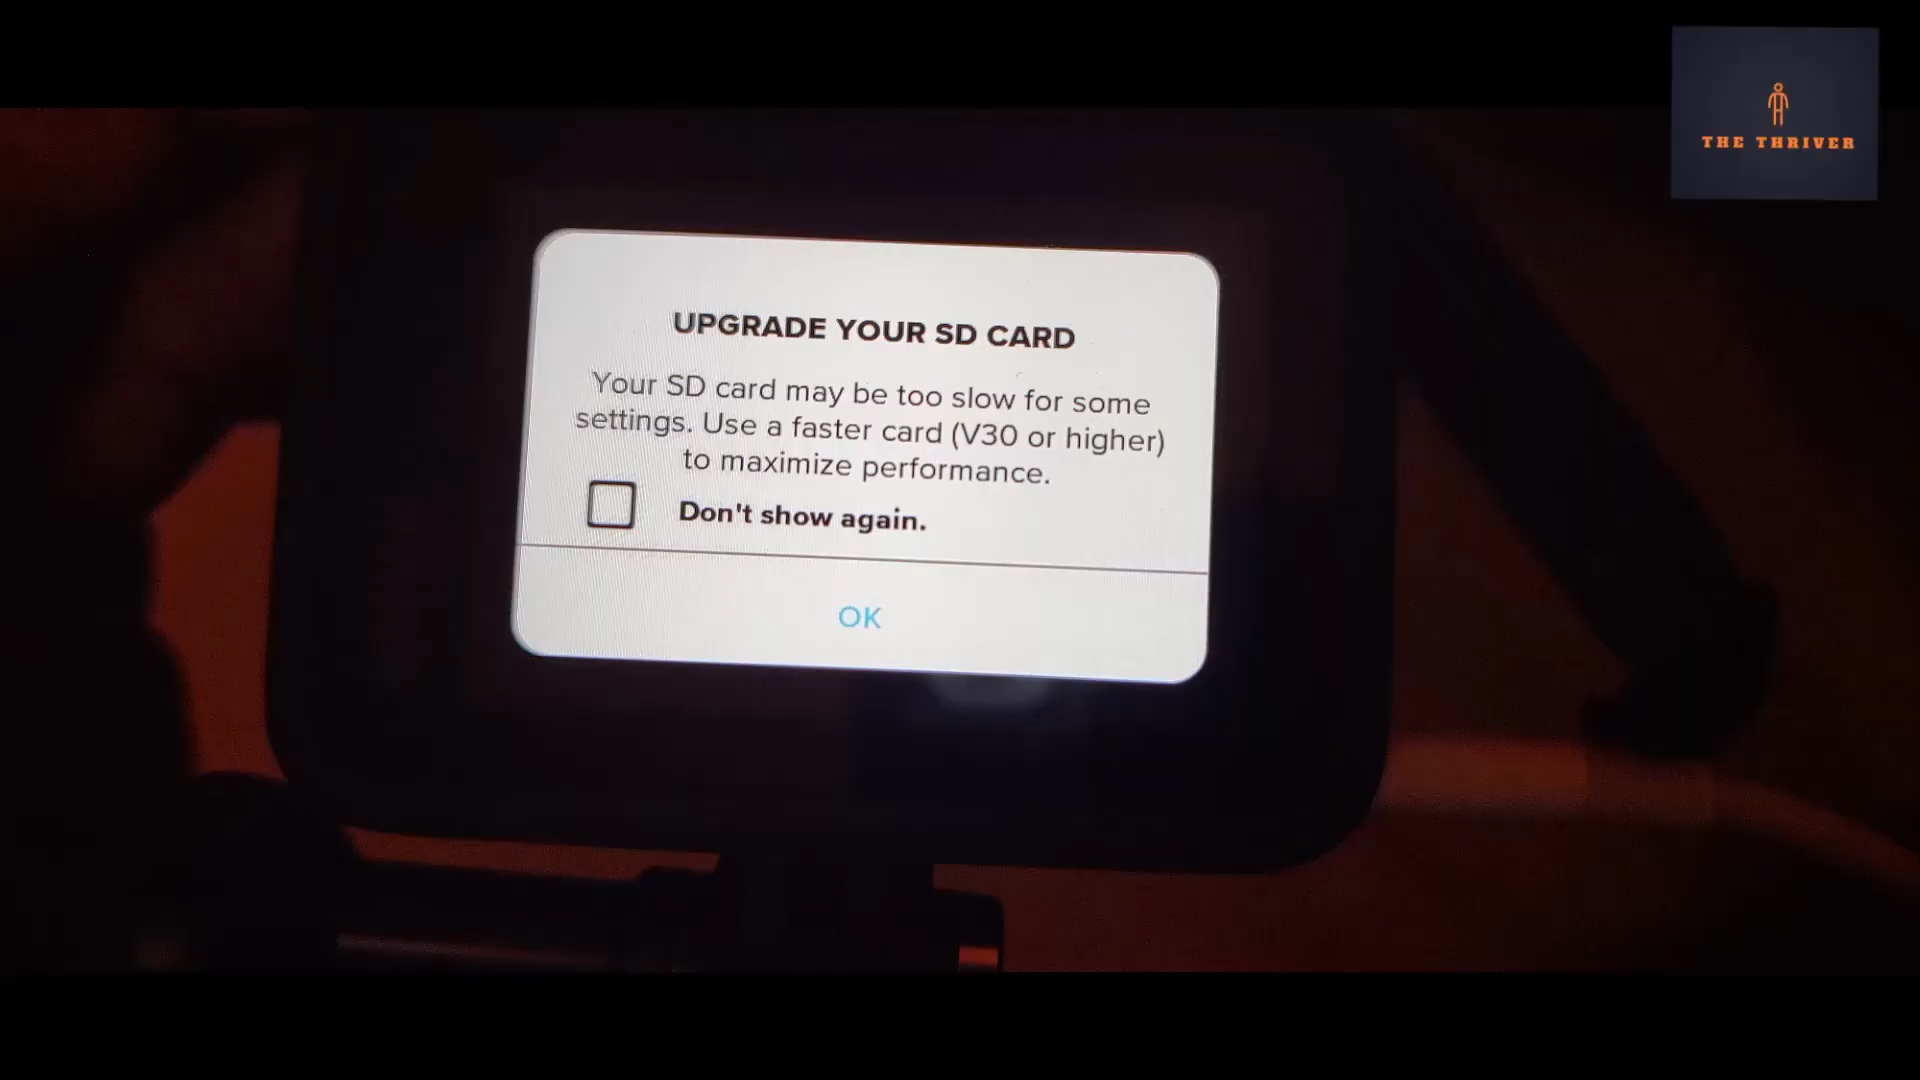 THE THRIVER
UPGRADE YOUR SD CARD
Your SD card may be too slow for some
settings. Use a faster card (V30 or higher)
to maximize performance.
Don't show again.
OK